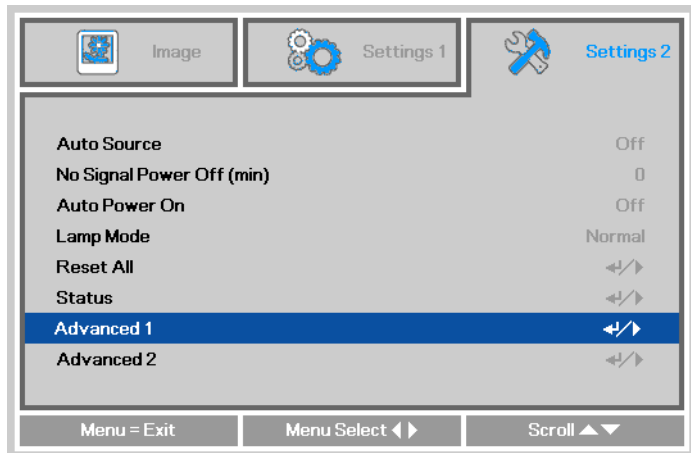 Image Settings 1 Settings 2
Auto Source Off
No Signal Power Off (min) 0
Auto Power On Off
Lamp Mode Normal
Reset All
Status
Advanced 1
Advanced 2
Menu = Exit Menu Select Scroll